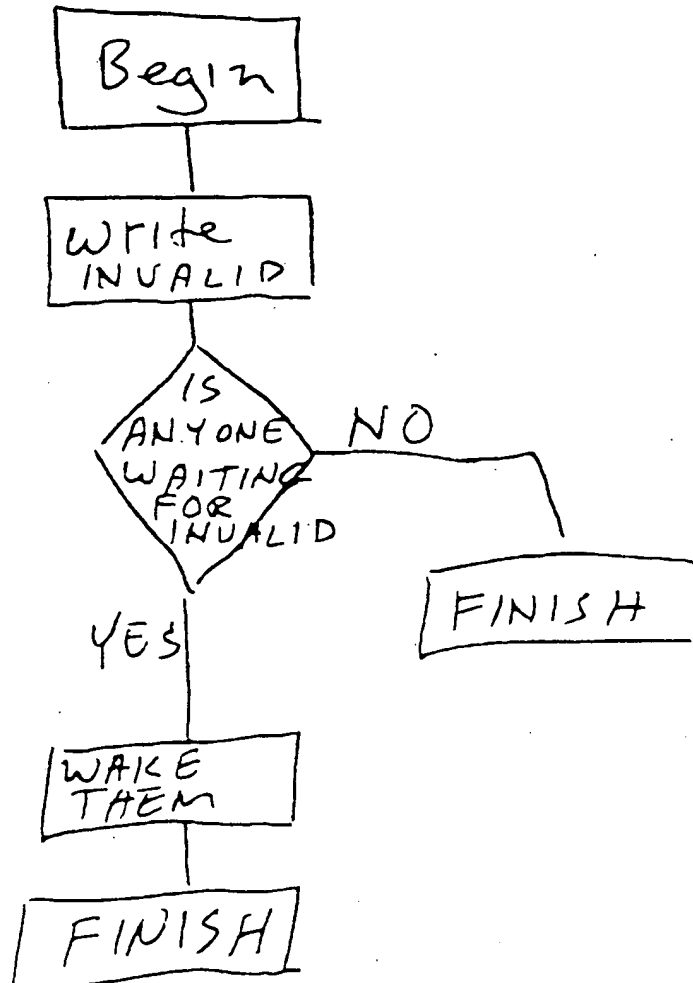 Begin
Write
INVALID
IS
ANYONE
WAITING
FOR
INVALID
NO
FINISH
YES
WAKE
THEM
FINISH